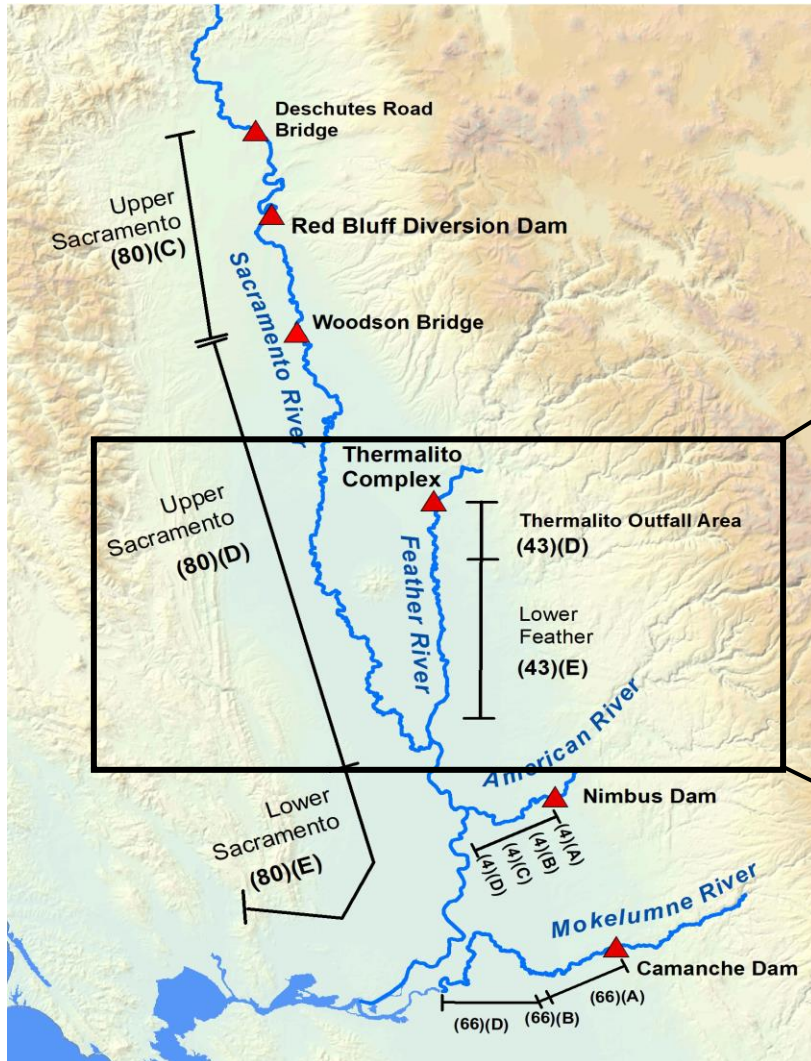 Deschutes Road
Bridge
Upper
Sacramento
(80)(C)
Red Bluff Diversion Dam
Sacramento River
Woodson Bridge
Thermalito
Complex
Upper
Sacramento
(80)(D)
Thermalito Outfall Area
(43)(D)
Feather River
Lower
Feather
(43)(E)
American River
Lower
Sacramento
(80)(E)
Nimbus Dam
(4)(A)
(4)(B)
(4)(C)
(4)(D)
Mokelumne River
Camanche Dam
(66)(A)
(66)(B)
(66)(D)